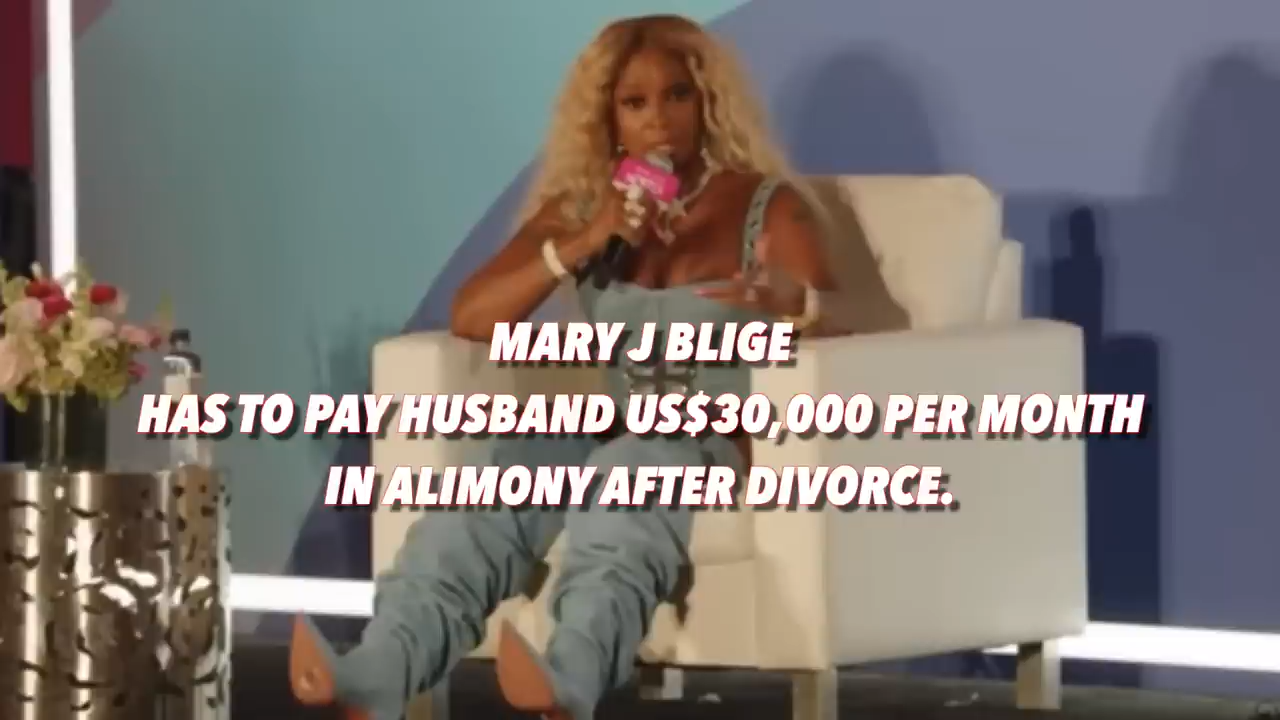 MARY J BLIGE
HAS TO PAY HUSBAND US$30,000 PER MONTH
IN ALIMONY AFTER DIVORCE.